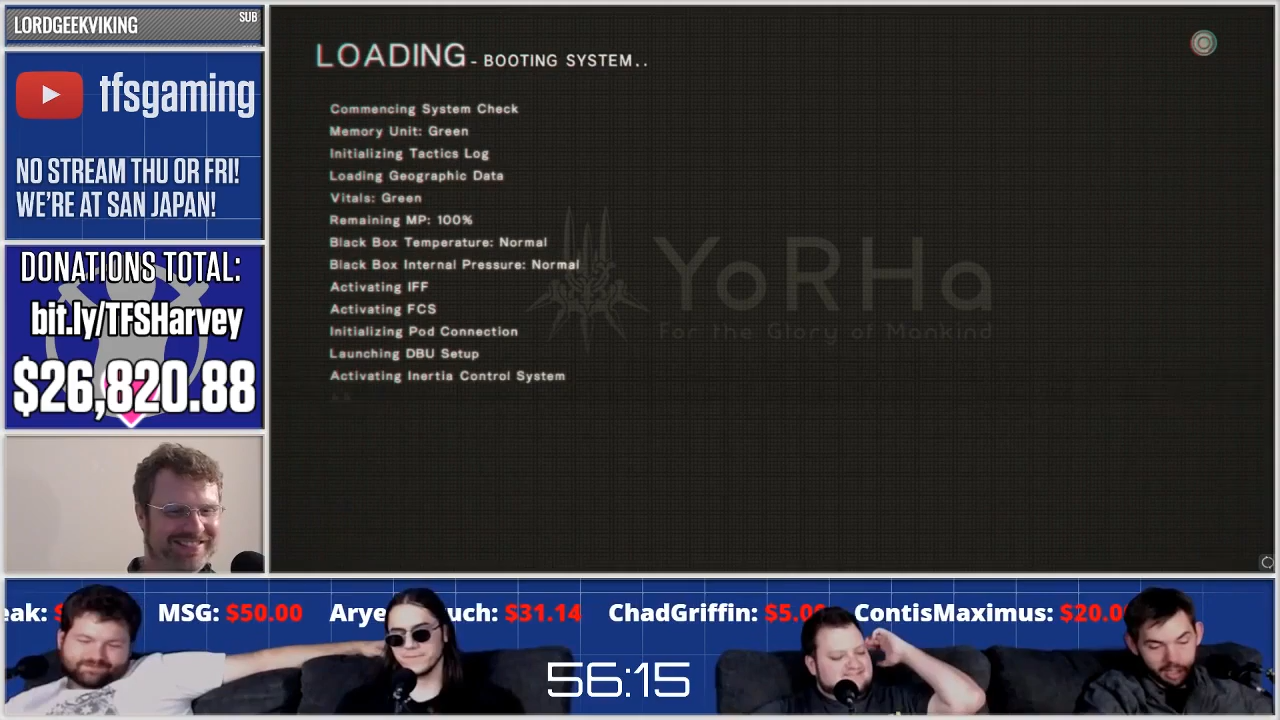 LORDGEEKVIKING
SUB
tfsgaming
NO STREAM THU OR FRI!
WE'RE AT SAN JAPAN!
DONATIONS TOTAL:
bit.ly/TFSHarvey
$26,820.88
LOADING - BOOTING SYSTEM..
Commencing System Check
Memory Unit: Green
Initializing Tactics Log
Loading Geographic Data
Vitals: Green
Remaining MP: 100%
Black Box Temperature: Normal
Black Box Internal Pressure: Normal
Activating IFF
Activating FCS
Initializing Pod Connection
Launching DBU Setup
Activating Inertia Control System
YoRHa
For the Glory of Mankind
eak: $ MSG: $50.00 Arye uch: $31.14 ChadGriffin: $5.00 ContisMaximus: $20.0
56:15